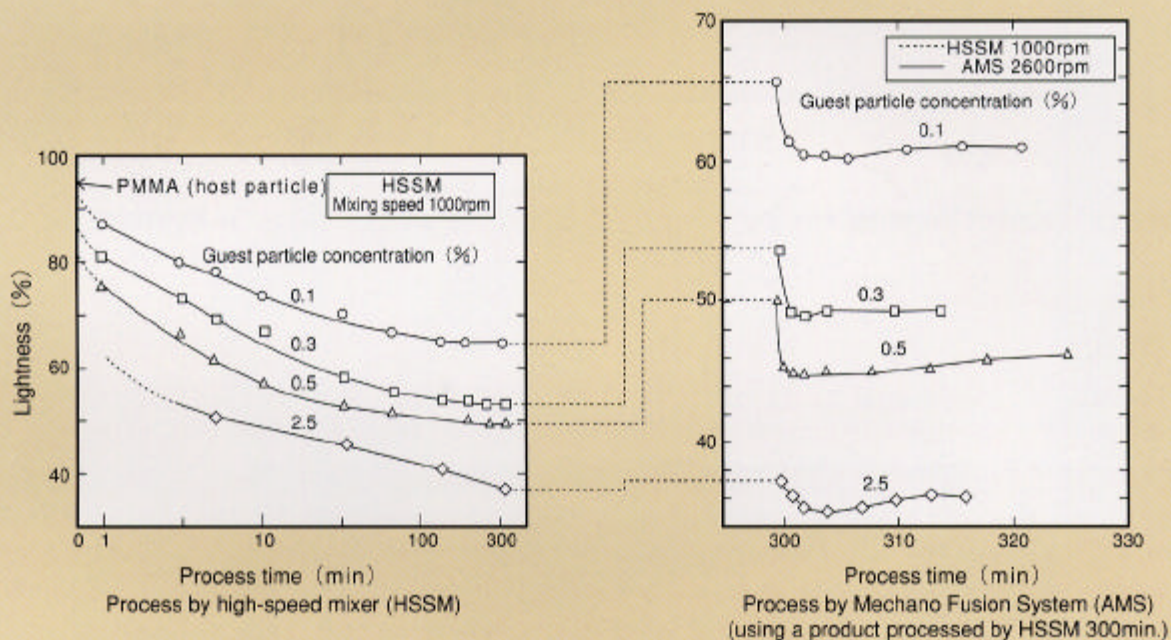 100
80
60
40
Lightness (%)
PMMA (host particle)
HSSM
Mixing speed 1000rpm
Guest particle concentration (%)
0.1
0.3
0.5
2.5
0 1 10 100 300
Process time (min)
Process by high-speed mixer (HSSM)
70
60
50
40
HSSM 1000rpm
AMS 2600rpm
Guest particle concentration (%)
0.1
0.3
0.5
2.5
300 310 320 330
Process time (min)
Process by Mechano Fusion System (AMS)
(using a product processed by HSSM 300min.)